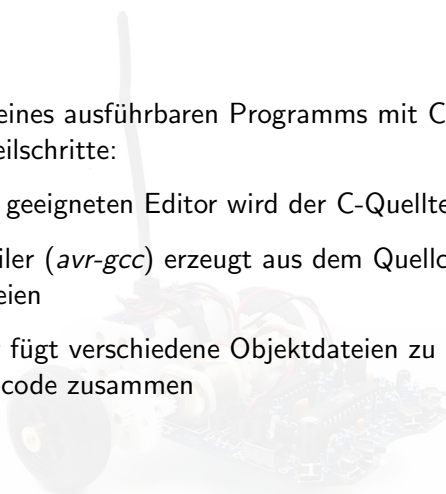 eines ausführbaren Programms mit C
eilschritte:
geeigneten Editor wird der C-Quellte
iler (avr-gcc) erzeugt aus dem Quellc
eien
fügt verschiedene Objektdateien zu
code zusammen